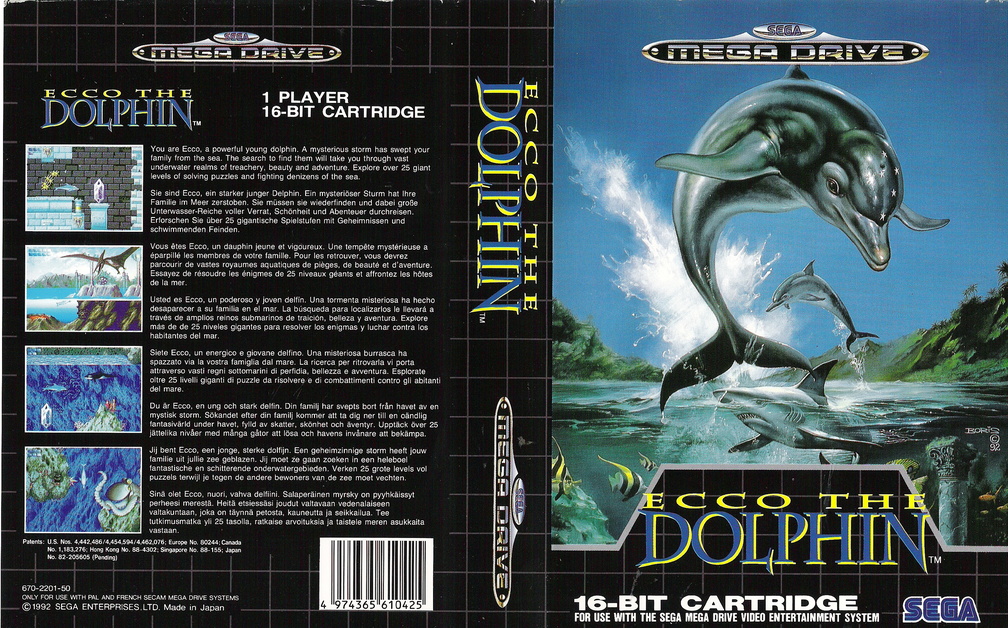 SEGA
MEGA DRIVE
ECCO THE
DOLPHIN™
1 PLAYER
16-BIT CARTRIDGE
You are Ecco, a powerful young dolphin. A mysterious storm has swept your
family from the sea. The search to find them will take you through vast
underwater realms of treachery, beauty and adventure. Explore over 25 giant
levels of solving puzzles and fighting denizens of the sea.
Sie sind Ecco, ein starker junger Delphin. Ein mysteriöser Sturm hat Ihre
Familie im Meer zerstoben. Sie müssen sie wiederfinden und dabei große
Unterwasser-Reiche voller Verrat, Schönheit und Abenteuer durchreisen.
Erforschen Sie über 25 gigantische Spielstufen mit Geheimnissen und
schwimmenden Feinden.
Vous êtes Ecco, un dauphin jeune et vigoureux. Une tempête mystérieuse a
éparpillé les membres de votre famille. Pour les retrouver, vous devrez
parcourir de vastes royaumes aquatiques de pièges, de beauté et d'aventure.
Essayez de résoudre les énigmes de 25 niveaux géants et affrontez les hôtes
de la mer.
Usted es Ecco, un poderoso y joven delfín. Una tormenta misteriosa ha hecho
desaparecer a su familia en el mar. La búsqueda para localizarlos le llevará a
través de amplios reinos submarinos de traición, belleza y aventura. Explore
más de 25 niveles gigantes para resolver los enigmas y luchar contra los
habitantes del mar.
Siete Ecco, un energico e giovane delfino. Una misteriosa burrasca ha
spazzato via la vostra famiglia dal mare. La ricerca per ritrovarla vi porta
attraverso vasti regni sottomarini di perfidia, bellezza e avventura. Esplorate
oltre 25 livelli giganti di puzzle da risolvere e di combattimenti contro gli abitanti
del mare.
Du är Ecco, en ung och stark delfin. Din familj har svepts bort från havet av en
mystisk storm. Sökandet efter din familj kommer att ta dig ner till en oändlig
fantasivärld under havet, fylld av skatter, skönhet och äventyr. Upptäck över 25
jättelika nivåer med många gåtor att lösa och havens invånare att bekämpa.
Jij bent Ecco, een jonge, sterke dolfijn. Een geheimzinnige storm heeft jouw
familie uit jullie zee geblazen. Jij moet ze gaan zoeken in een heleboel
fantastische en schitterende onderwatergebieden. Verken 25 grote levels vol
puzzels terwijl je tegen de andere bewoners van de zee moet vechten.
Sinä olet Ecco, nuori, vahva delfiini. Salaperäinen myrsky on pyyhkäissyt
perheesi merestä. Heitä etsiessäsi joudut valtavaan vedenalaiseen
valtakuntaan, joka on täynnä petosta, kauneutta ja seikkailua. Tee
tutkimusmatka yli 25 tasolla, ratkaise arvoituksia ja taistele meren asukkaita
vastaan.
Patents: U.S. Nos. 4,442,486/4,454,594/4,462,076; Europe No. 80244; Canada
No. 1,183,276; Hong Kong No. 88-4302; Singapore No. 88-155; Japan
No. 82-205605 (Pending)
670-2201-50
ONLY FOR USE WITH PAL AND FRENCH SECAM MEGA DRIVE SYSTEMS
©1992 SEGA ENTERPRISES.LTD. Made in Japan
4 974365 610425
ECCO THE
DOLPHIN™
SEGA
MEGA DRIVE
SEGA
MEGA DRIVE
BORIS
ECCO THE
DOLPHIN™
16-BIT CARTRIDGE
FOR USE WITH THE SEGA MEGA DRIVE VIDEO ENTERTAINMENT SYSTEM
SEGA